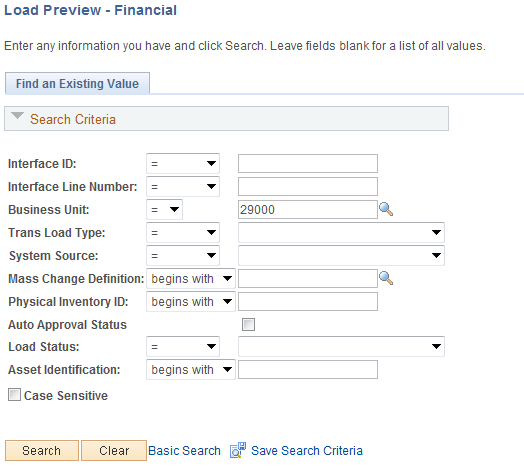 Load Preview - Financial
Enter any information you have and click Search. Leave fields blank for a list of all values.
Find an Existing Value
Search Criteria
Interface ID: =
Interface Line Number: =
Business Unit: = 29000
Trans Load Type: =
System Source: =
Mass Change Definition: begins with
Physical Inventory ID: begins with
Auto Approval Status
Load Status: =
Asset Identification: begins with
Case Sensitive
Search Clear Basic Search Save Search Criteria